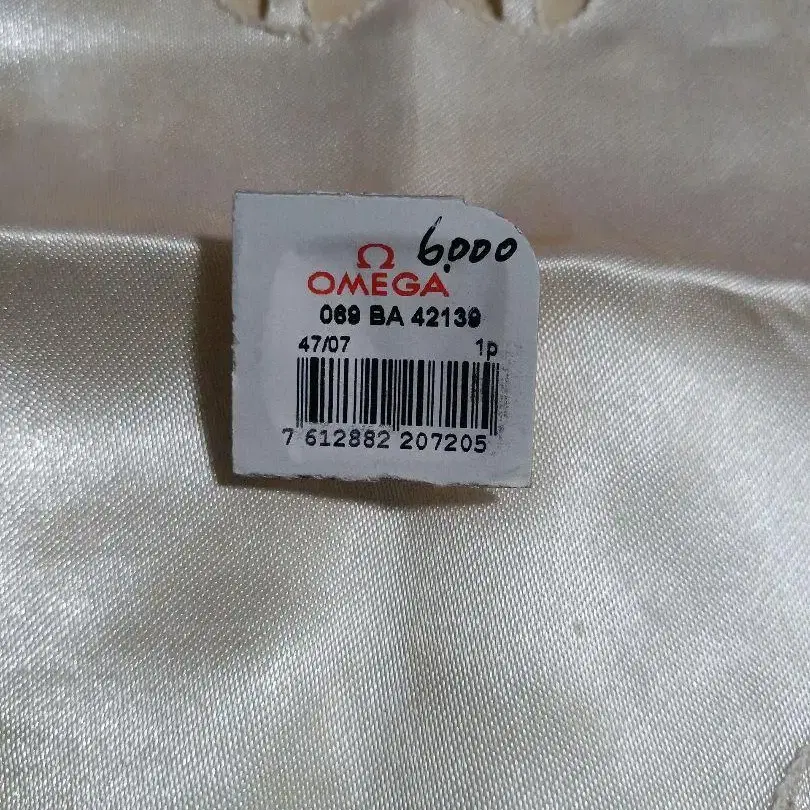 6.000
Ω
OMEGA
069 BA 42139
47/07 1p
7 612882 207205